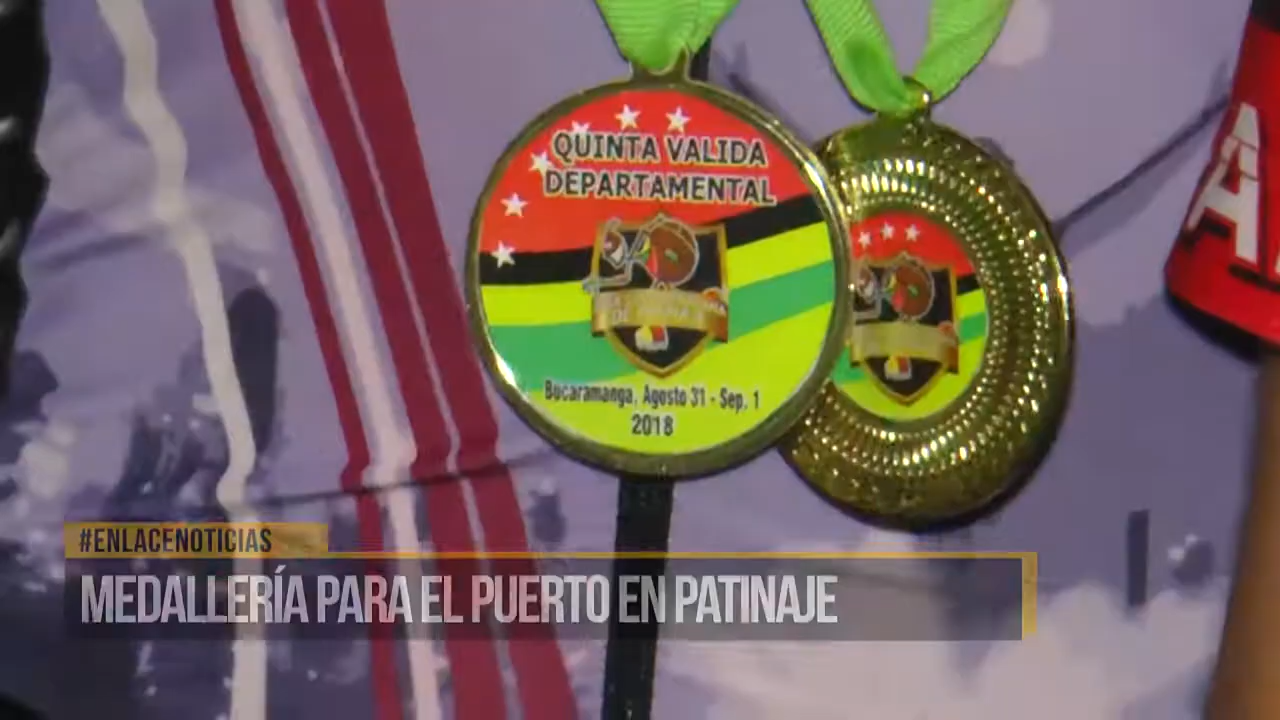 QUINTA VALIDA
DEPARTAMENTAL
Bucaramanga, Agosto 31 - Sep. 1
2018
#ENLACENOTICIAS
MEDALLERÍA PARA EL PUERTO EN PATINAJE